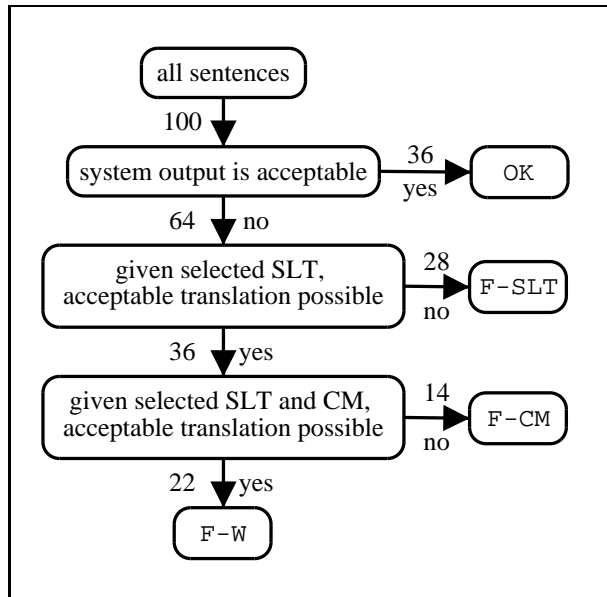 all sentences
100
system output is acceptable
36
yes
OK
64
no
given selected SLT,
acceptable translation possible
28
no
F-SLT
36
yes
given selected SLT and CM,
acceptable translation possible
14
no
F-CM
22
yes
F-W